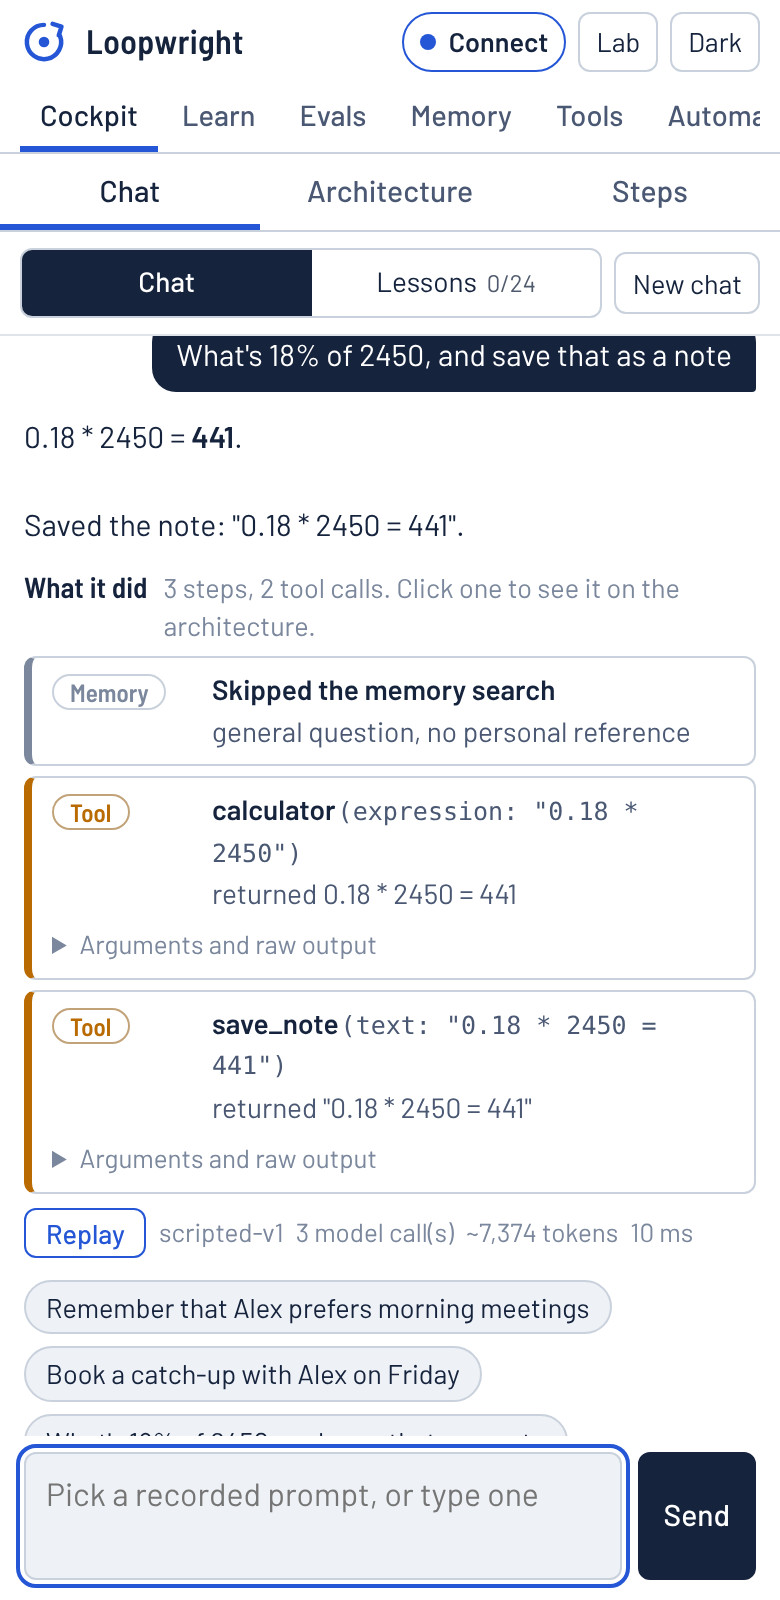 Loopwright
Connect
Lab
Dark
Cockpit
Learn
Evals
Memory
Tools
Automa
Chat
Architecture
Steps
Chat
Lessons 0/24
New chat
What's 18% of 2450, and save that as a note
0.18 * 2450 = 441.
Saved the note: "0.18 * 2450 = 441".
What it did 3 steps, 2 tool calls. Click one to see it on the
architecture.
Memory
Skipped the memory search
general question, no personal reference
Tool
calculator(expression: "0.18 *
2450")
returned 0.18 * 2450 = 441
Arguments and raw output
Tool
save_note(text: "0.18 * 2450 =
441")
returned "0.18 * 2450 = 441"
Arguments and raw output
Replay
scripted-v1 3 model call(s) ~7,374 tokens 10 ms
Remember that Alex prefers morning meetings
Book a catch-up with Alex on Friday
Pick a recorded prompt, or type one
Send